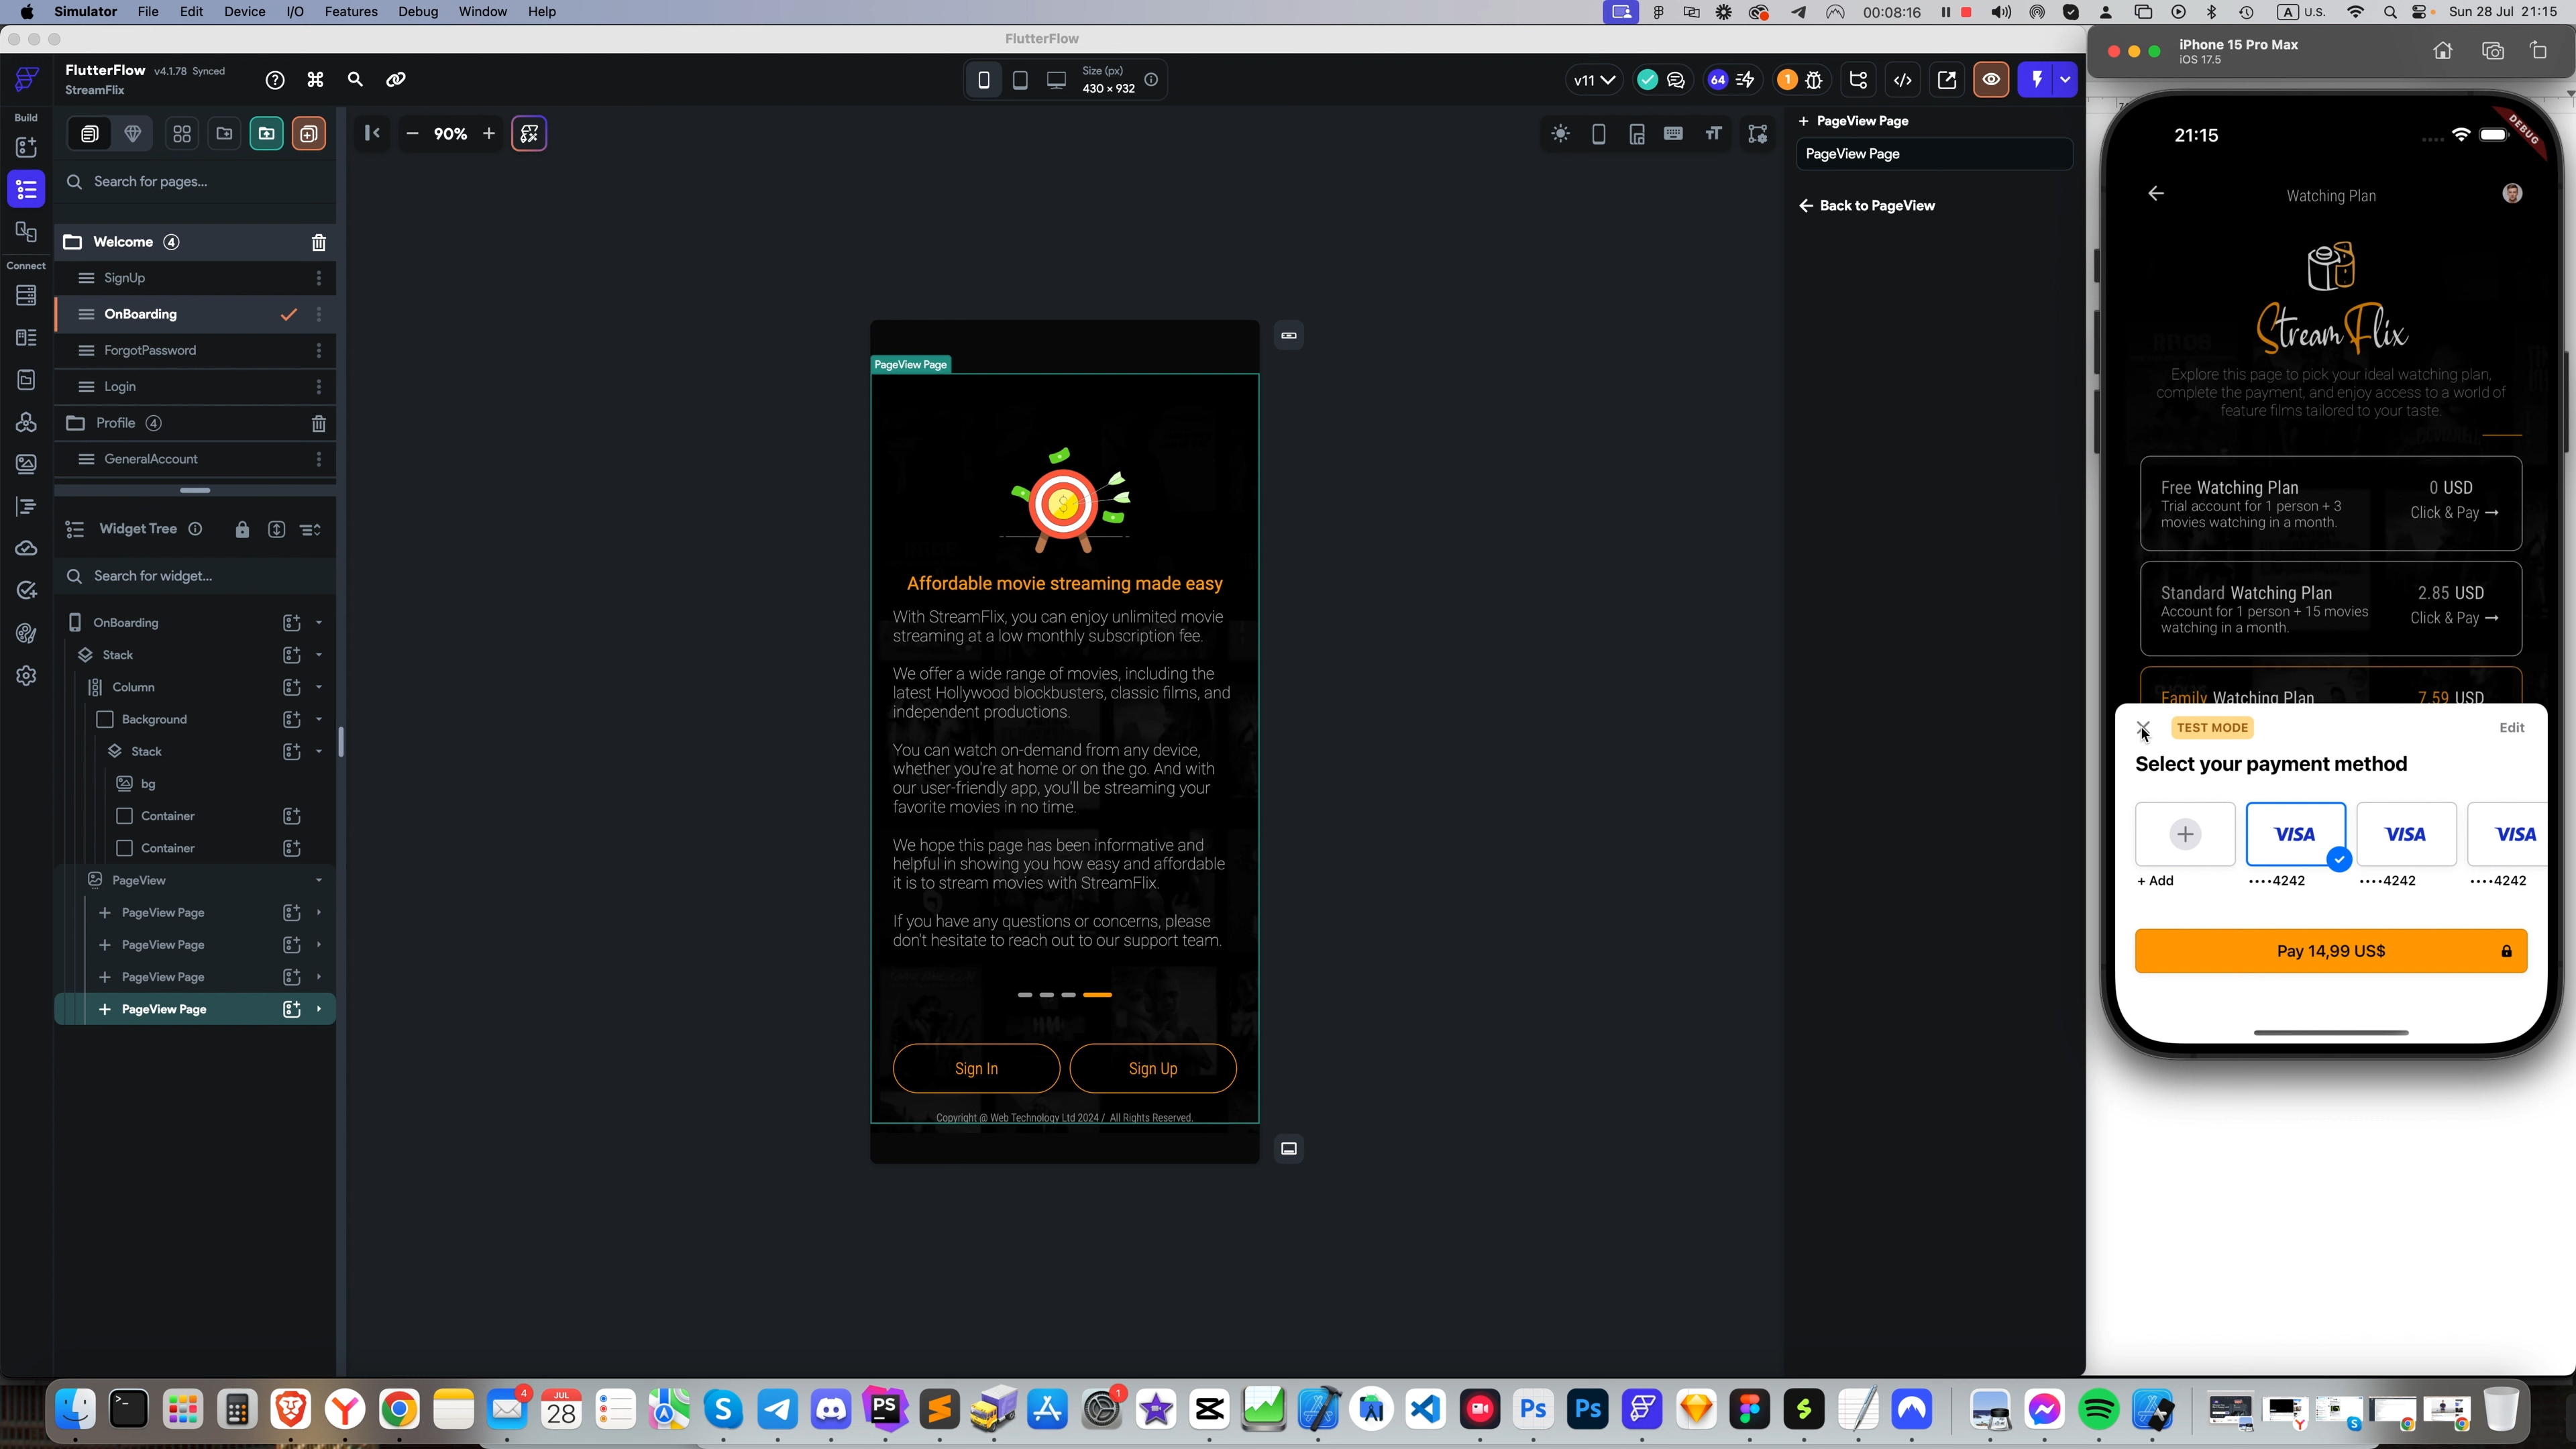 Simulator File Edit Device I/O Features Debug Window Help
00:08:16
A U.S.
Sun 28 Jul 21:15
FlutterFlow
FlutterFlow v4.1.78 Synced
StreamFlix
Size (px)
430 × 932
v11
64
1
Build
Connect
Search for pages...
Welcome 4
SignUp
OnBoarding
ForgotPassword
Login
Profile 4
GeneralAccount
Widget Tree
Search for widget...
OnBoarding
Stack
Column
Background
Stack
bg
Container
Container
PageView
PageView Page
PageView Page
PageView Page
PageView Page
90%
PageView Page
Affordable movie streaming made easy
With StreamFlix, you can enjoy unlimited movie
streaming at a low monthly subscription fee.
We offer a wide range of movies, including the
latest Hollywood blockbusters, classic films, and
independent productions.
You can watch on-demand from any device,
whether you're at home or on the go. And with
our user-friendly app, you'll be streaming your
favorite movies in no time.
We hope this page has been informative and
helpful in showing you how easy and affordable
it is to stream movies with StreamFlix.
If you have any questions or concerns, please
don't hesitate to reach out to our support team.
Sign In
Sign Up
Copyright @ Web Technology Ltd 2024 / All Rights Reserved.
+ PageView Page
PageView Page
Back to PageView
iPhone 15 Pro Max
iOS 17.5
21:15
DEBUG
Watching Plan
StreamFlix
Explore this page to pick your ideal watching plan,
complete the payment, and enjoy access to a world of
feature films tailored to your taste.
Free Watching Plan 0 USD
Trial account for 1 person + 3
movies watching in a month.
Click & Pay →
Standard Watching Plan 2.85 USD
Account for 1 person + 15 movies
watching in a month.
Click & Pay →
Family Watching Plan 7.59 USD
TEST MODE
Edit
Select your payment method
VISA
VISA
VISA
+ Add
••••4242
••••4242
••••4242
Pay 14,99 US$
4
JUL
28
PS
1
Ps
Ps